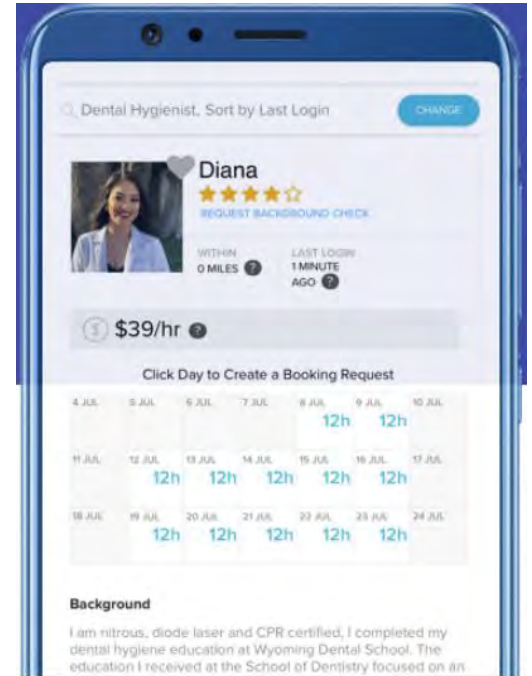 Dental Hygienist, Sort by Last Login
CHANGE
Diana
REQUEST BACKGROUND CHECK
WITHIN
0 MILES ?
LAST LOGIN
1 MINUTE
AGO ?
$ $39/hr ?
Click Day to Create a Booking Request
4 JUL 5 JUL 6 JUL 7 JUL 8 JUL 9 JUL 10 JUL
12h 12h
11 JUL 12 JUL 13 JUL 14 JUL 15 JUL 16 JUL 17 JUL
12h 12h 12h 12h 12h
18 JUL 19 JUL 20 JUL 21 JUL 22 JUL 23 JUL 24 JUL
12h 12h 12h 12h 12h
Background
I am nitrous, diode laser and CPR certified, I completed my
dental hygiene education at Wyoming Dental School. The
education I received at the School of Dentistry focused on an